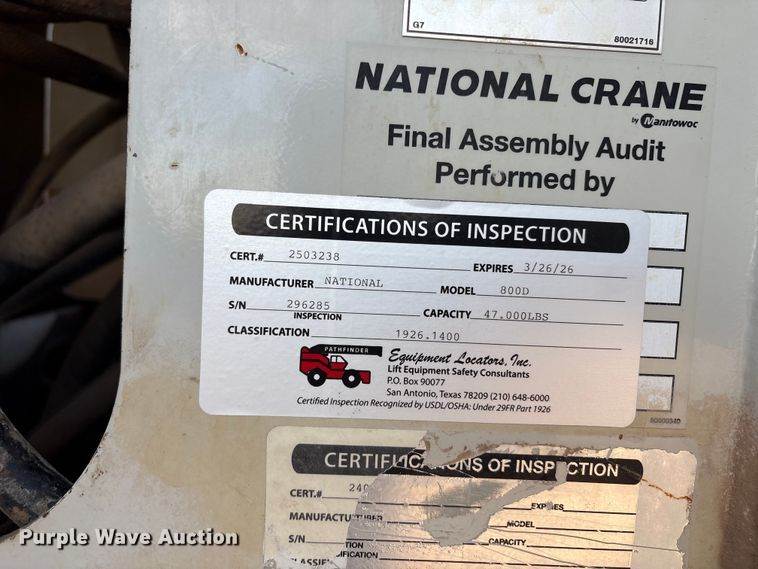 G7 80021716
NATIONAL CRANE
by Manitowoc
Final Assembly Audit
Performed by
CERTIFICATIONS OF INSPECTION
CERT.# 2503238 EXPIRES 3/26/26
MANUFACTURER NATIONAL MODEL 800D
S/N 296285 CAPACITY 47.000LBS
INSPECTION
CLASSIFICATION 1926.1400
PATHFINDER
Equipment Locators, Inc.
Lift Equipment Safety Consultants
P.O. Box 90077
San Antonio, Texas 78209 (210) 648-6000
Certified Inspection Recognized by USDL/OSHA: Under 29FR Part 1926
80000340
CERTIFICATIONS OF INSPECTION
CERT.# 240 EXPIRES
MANUFACTURER MODEL
S/N CAPACITY
Purple Wave Auction